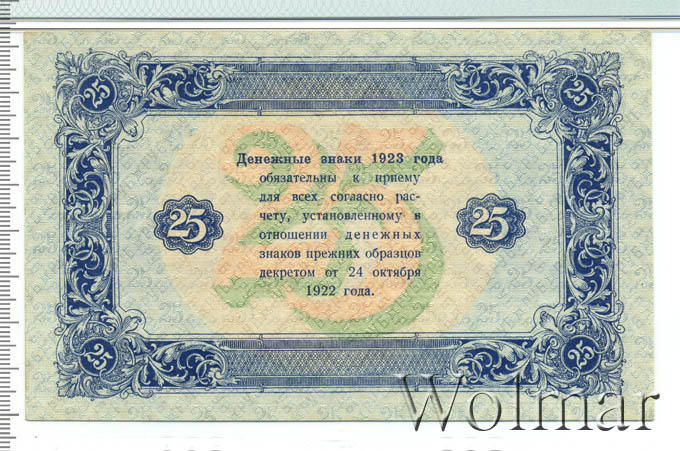 25 25
25
Денежные знаки 1923 года
обязательны к приему
для всех согласно рас-
чету, установленному в
отношении денежных
знаков прежних образцов
декретом от 24 октября
1922 года.
25 25
25 25
Wolmar